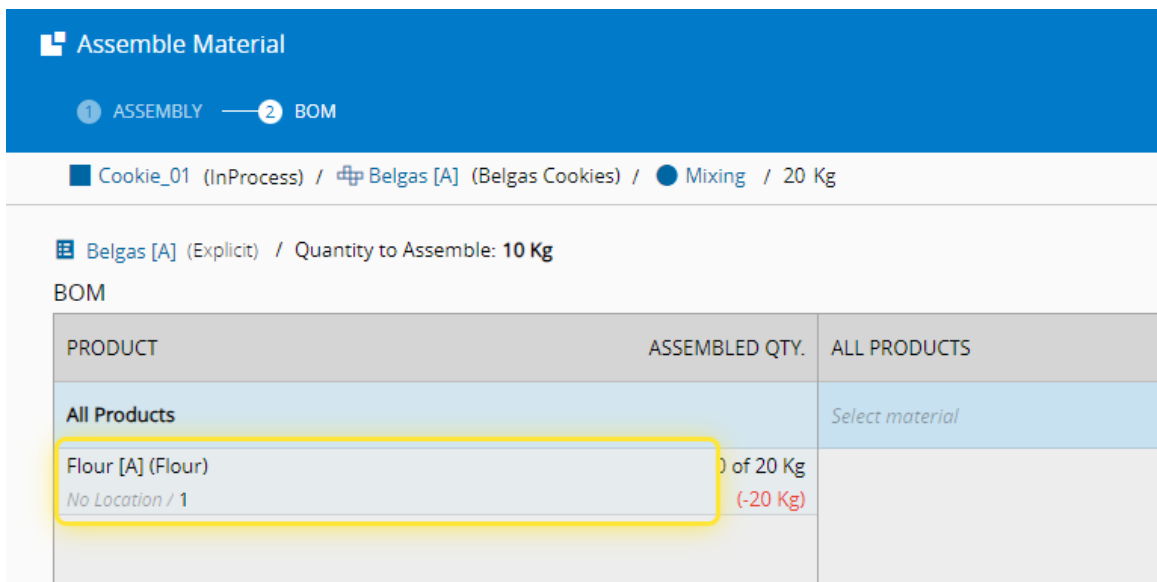 Assemble Material
1 ASSEMBLY 2 BOM
Cookie_01 (InProcess) / Belgas [A] (Belgas Cookies) / Mixing / 20 Kg
Belgas [A] (Explicit) / Quantity to Assemble: 10 Kg
BOM
PRODUCT ASSEMBLED QTY. ALL PRODUCTS
All Products Select material
Flour [A] (Flour) 0 of 20 Kg
No Location / 1 (-20 Kg)